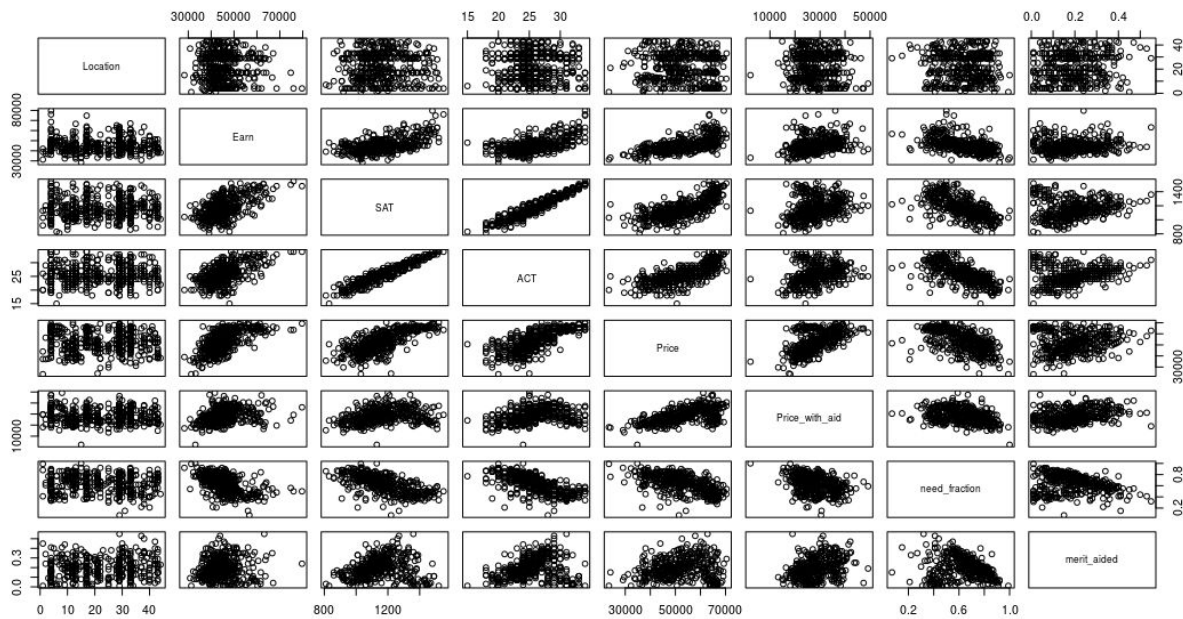 30000 50000 70000 15 20 25 30 10000 30000 50000 0.0 0.2 0.4
Location 0 20 40
30000 80000 Earn
SAT 800 1400
15 25 ACT
Price 30000
10000 Price_with_aid
need_fraction 0.2 0.8
0.0 0.3 merit_aided
0 10 20 30 40 800 1200 30000 50000 70000 0.2 0.6 1.0